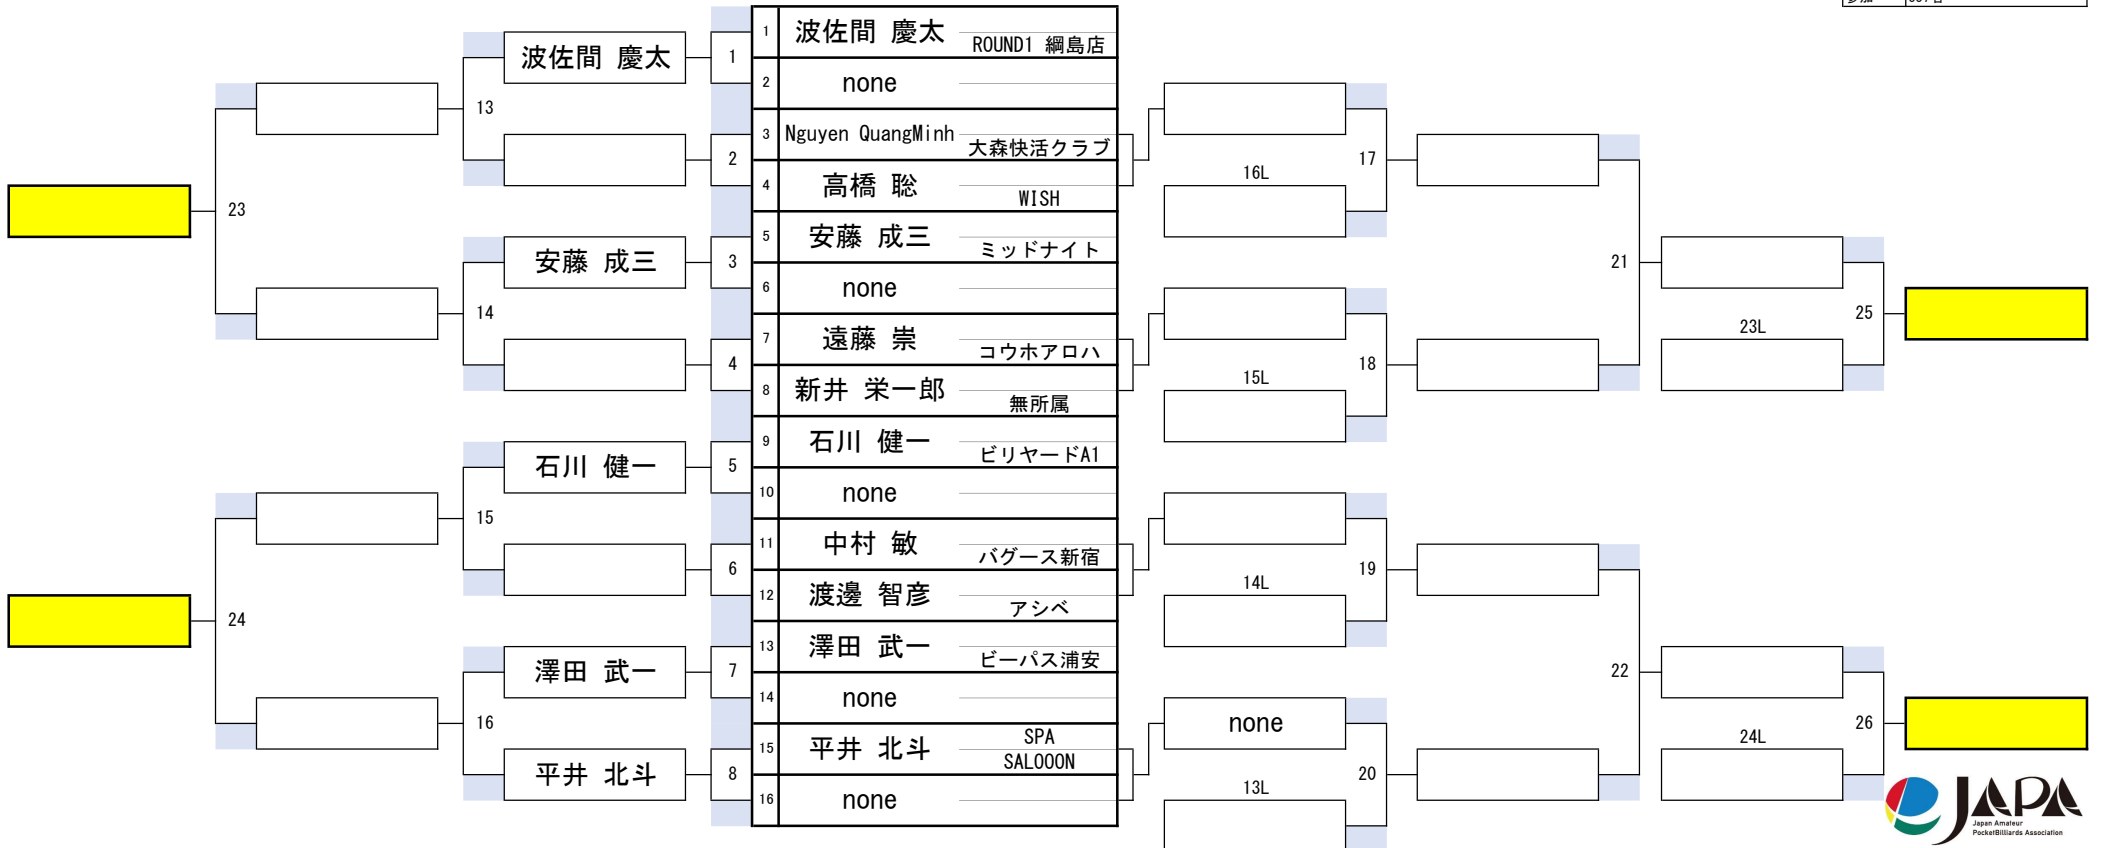 波佐間 慶太
1
13
2
23
安藤 成三
3
14
4
石川 健一
5
15
6
24
澤田 武一
7
16
平井 北斗
8
1 波佐間 慶太 ROUND1 綱島店
2 none
3 Nguyen QuangMinh 大森快活クラブ
4 高橋 聡 WISH
5 安藤 成三 ミッドナイト
6 none
7 遠藤 崇 コウホアロハ
8 新井 栄一郎 無所属
9 石川 健一 ビリヤードA1
10 none
11 中村 敏 バグース新宿
12 渡邊 智彦 アシベ
13 澤田 武一 ビーパス浦安
14 none
15 平井 北斗 SPA
SALOOON
16 none
17
16L
21
18
15L
23L
25
19
14L
22
none
20
13L
24L
26
JAPA
Japan Amateur
PocketBilliards Association